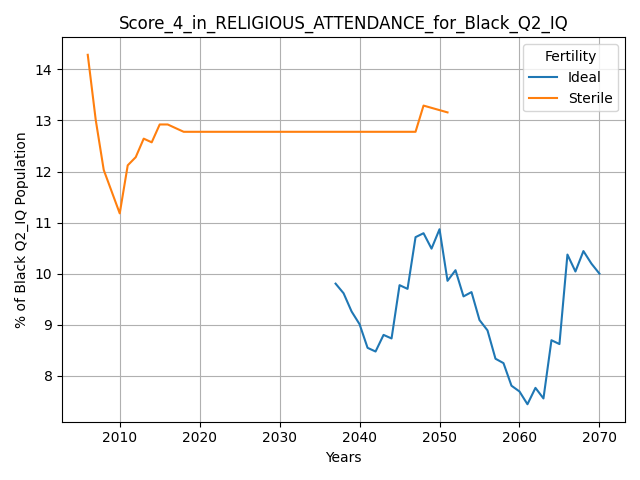 Score_4_in_RELIGIOUS_ATTENDANCE_for_Black_Q2_IQ
Fertility
Ideal
Sterile
% of Black Q2_IQ Population
14
13
12
11
10
9
8
2010 2020 2030 2040 2050 2060 2070
Years